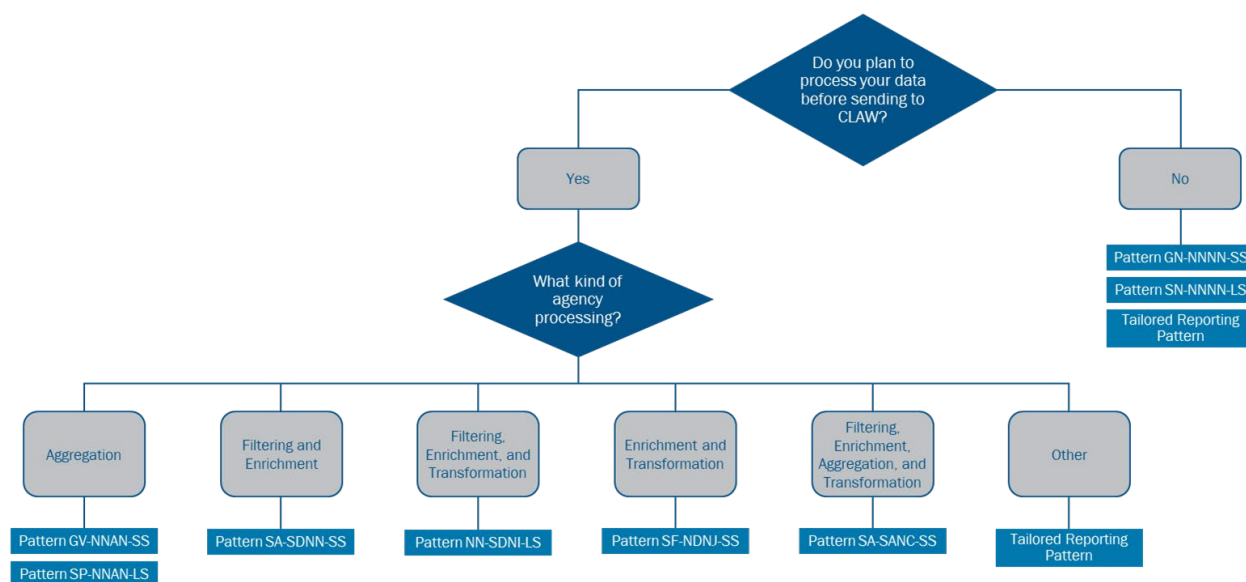 Do you plan to
process your data
before sending to
CLAW?
Yes
No
What kind of
agency
processing?
Pattern GN-NNNN-SS
Pattern SN-NNNN-LS
Tailored Reporting
Pattern
Aggregation
Filtering and
Enrichment
Filtering,
Enrichment, and
Transformation
Enrichment and
Transformation
Filtering,
Enrichment,
Aggregation, and
Transformation
Other
Pattern GV-NNAN-SS
Pattern SP-NNAN-LS
Pattern SA-SDNN-SS
Pattern NN-SDNI-LS
Pattern SF-NDNJ-SS
Pattern SA-SANC-SS
Tailored Reporting
Pattern